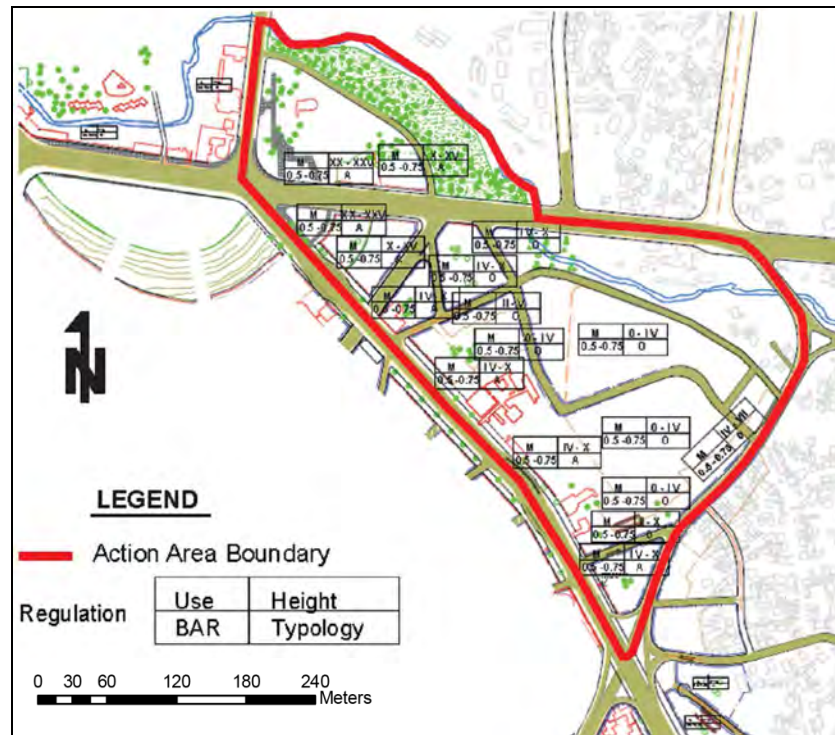 M XX - XXV
0.5 -0.75 A
M X - XV
0.5 -0.75 A
M XX - XXV
0.5 -0.75 A
M X - XV
0.5 -0.75 A
M IV - X
0.5 -0.75 O
M IV - X
0.5 -0.75 O
M IV - X
0.5 -0.75 A
M II - V
0.5 -0.75 O
M 0 - IV
0.5 -0.75 O
M 0 - IV
0.5 -0.75 O
M IV - X
0.5 -0.75 A
M 0 - IV
0.5 -0.75 O
M IV - VII
0.5 -0.75 O
M IV - X
0.5 -0.75 A
M 0 - IV
0.5 -0.75 O
M
0.5 -0.75
M IV - X
0.5 -0.75 A
N
LEGEND
Action Area Boundary
Regulation
Use Height
BAR Typology
0 30 60 120 180 240
Meters